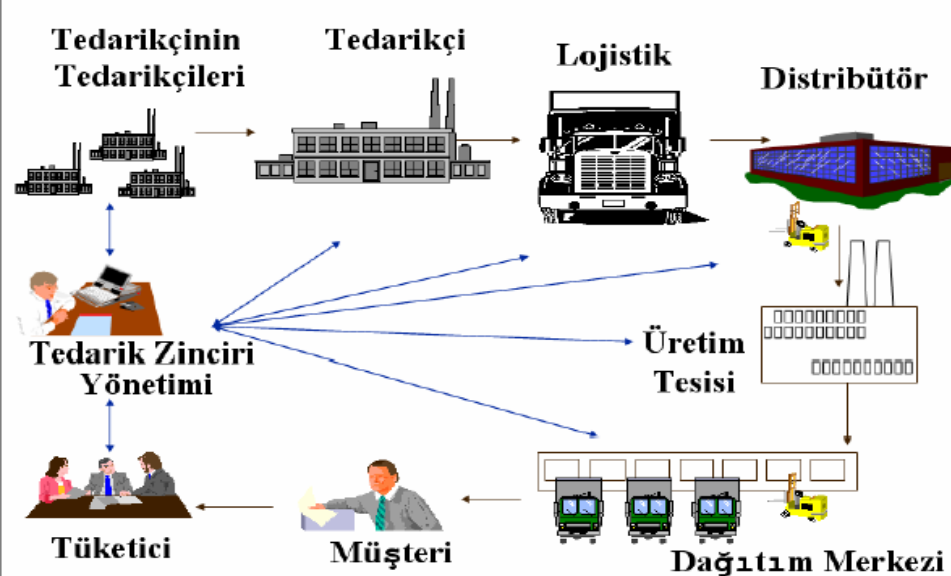 Tedarikçinin
Tedarikçileri
Tedarikçi
Lojistik
Distribütör
Tedarik Zinciri
Yönetimi
Üretim
Tesisi
Tüketici
Müşteri
Dağıtım Merkezi